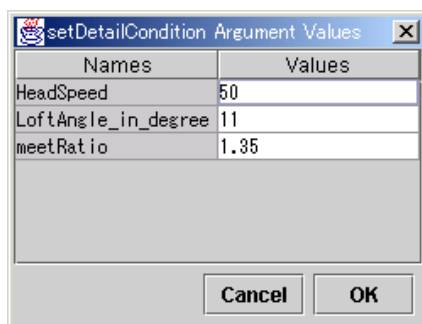 setDetailCondition Argument Values
Names Values
HeadSpeed 50
LoftAngle_in_degree 11
meetRatio 1.35
Cancel OK